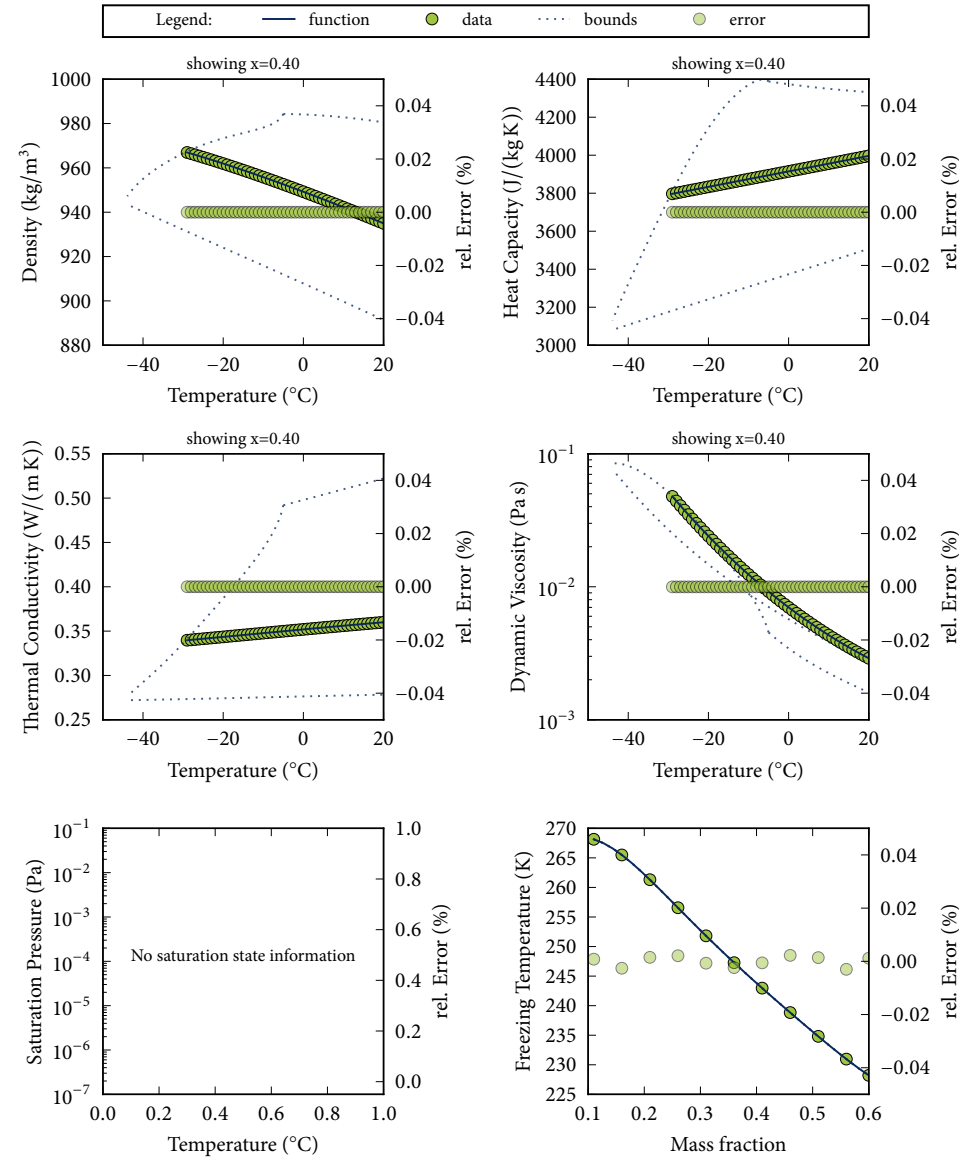 Legend: function data bounds error
showing x=0.40
Density (kg/m³)
1000
980
960
940
920
900
880
0.04
0.02
0.00
−0.02
−0.04
rel. Error (%)
−40 −20 0 20
Temperature (°C)
showing x=0.40
Heat Capacity (J/(kg K))
4400
4200
4000
3800
3600
3400
3200
3000
0.04
0.02
0.00
−0.02
−0.04
rel. Error (%)
−40 −20 0 20
Temperature (°C)
showing x=0.40
Thermal Conductivity (W/(m K))
0.55
0.50
0.45
0.40
0.35
0.30
0.25
0.04
0.02
0.00
−0.02
−0.04
rel. Error (%)
−40 −20 0 20
Temperature (°C)
showing x=0.40
Dynamic Viscosity (Pa s)
10⁻¹
10⁻²
10⁻³
0.04
0.02
0.00
−0.02
−0.04
rel. Error (%)
−40 −20 0 20
Temperature (°C)
Saturation Pressure (Pa)
10⁻¹
10⁻²
10⁻³
10⁻⁴
10⁻⁵
10⁻⁶
10⁻⁷
No saturation state information
1.0
0.8
0.6
0.4
0.2
0.0
rel. Error (%)
0.0 0.2 0.4 0.6 0.8 1.0
Temperature (°C)
Freezing Temperature (K)
270
265
260
255
250
245
240
235
230
225
0.04
0.02
0.00
−0.02
−0.04
rel. Error (%)
0.1 0.2 0.3 0.4 0.5 0.6
Mass fraction